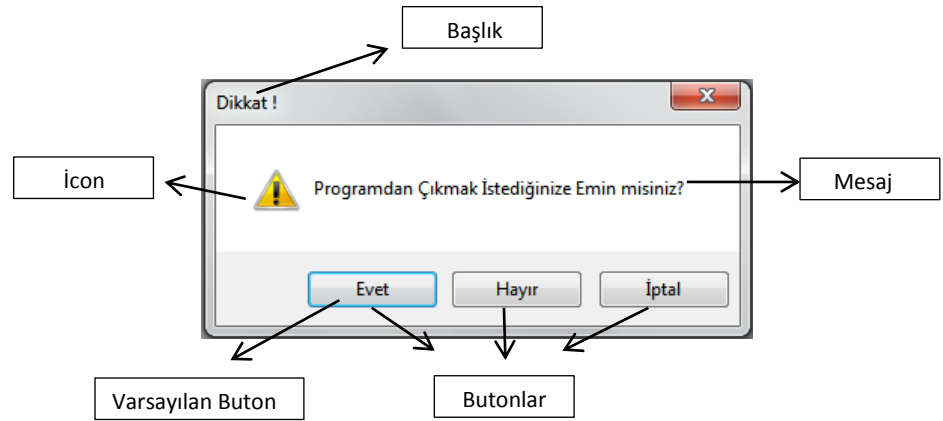 Başlık
Dikkat !
İcon
Programdan Çıkmak İstediğinize Emin misiniz?
Mesaj
Evet
Hayır
İptal
Varsayılan Buton
Butonlar